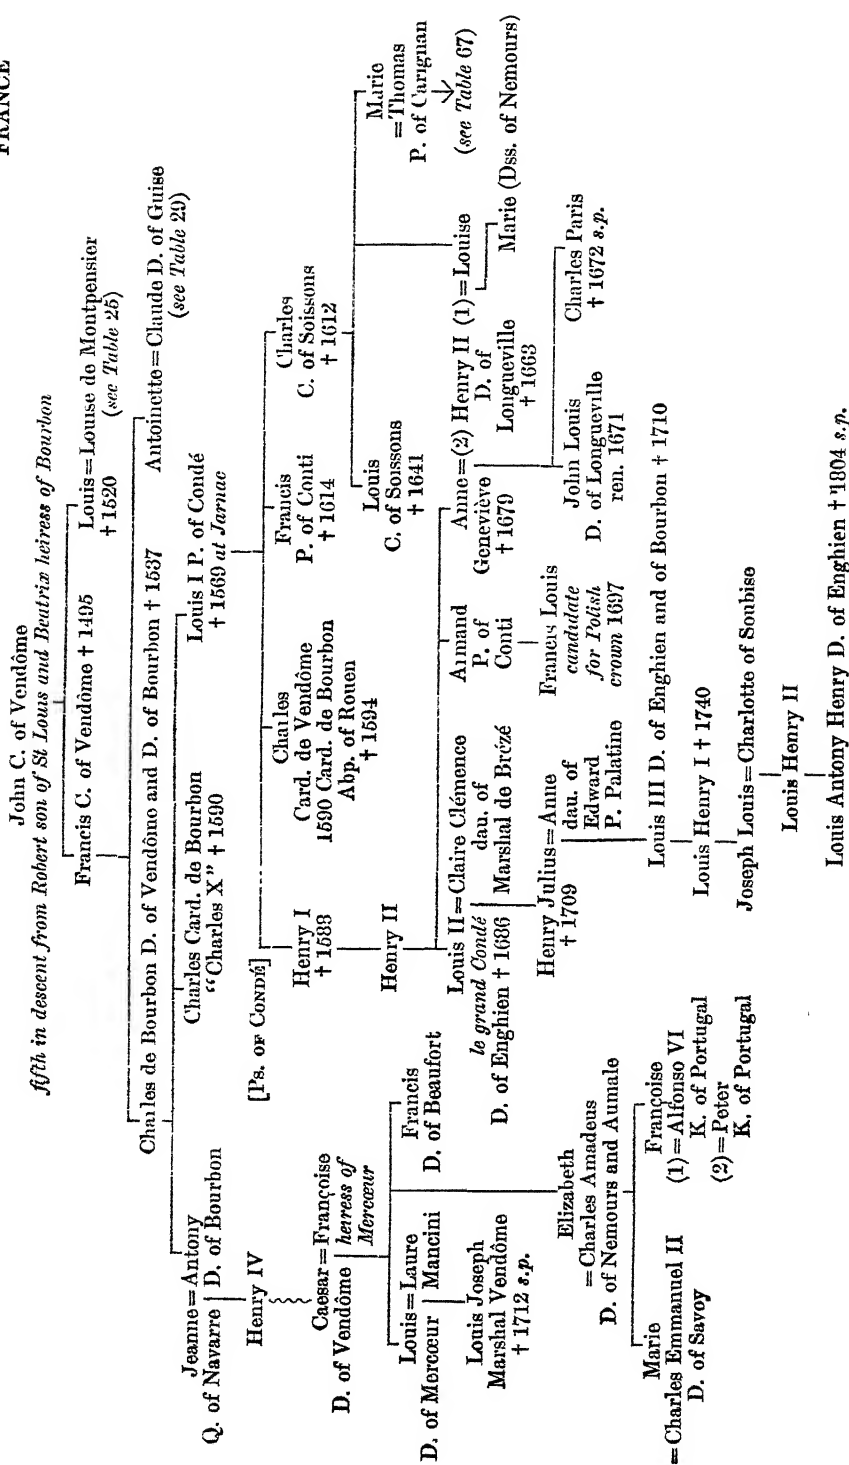 FRANCE
John C. of Vendôme
fifth in descent from Robert son of St Louis and Beatrix heiress of Bourbon
Francis C. of Vendôme † 1495
Louis = Louise de Montpensier
† 1520
(see Table 25)
Charles de Bourbon D. of Vendôme and D. of Bourbon † 1537
Antoinette = Claude D. of Guise
(see Table 29)
Jeanne = Antony
Q. of Navarre
D. of Bourbon
Charles Card. de Bourbon
“Charles X” † 1590
Louis I P. of Condé
† 1569 at Jarnac
Henry IV
[Ps. of Condé]
Henry I
† 1588
Charles
Card. de Vendôme
1590 Card. de Bourbon
Abp. of Rouen
† 1594
Francis
P. of Conti
† 1614
Charles
C. of Soissons
† 1612
Caesar = Françoise
D. of Vendôme
heiress of
Mercœur
Henry II
Louis
C. of Soissons
† 1641
Marie
= Thomas
P. of Carignan
(see Table 67)
Louis = Laure
D. of Mercœur
Mancini
Francis
D. of Beaufort
Louis II = Claire Clémence
le grand Condé
D. of Enghien † 1686
dau. of
Marshal de Brézé
Armand
P. of
Conti
Anne = (2) Henry II (1) = Louise
Geneviève
† 1679
D. of
Longueville
† 1663
Marie (Dss. of Nemours)
Louis Joseph
Marshal Vendôme
† 1712 s.p.
Henry Julius = Anne
† 1709
dau. of
Edward
P. Palatine
Francis Louis
candidate
for Polish
crown 1697
John Louis
D. of Longueville
ren. 1671
Charles Paris
† 1672 s.p.
Elizabeth
= Charles Amadeus
D. of Nemours and Aumale
Louis III D. of Enghien and of Bourbon † 1710
Marie
= Charles Emmanuel II
D. of Savoy
Françoise
(1) = Alfonso VI
K. of Portugal
(2) = Peter
K. of Portugal
Louis Henry I † 1740
Joseph Louis = Charlotte of Soubise
Louis Henry II
Louis Antony Henry D. of Enghien † 1804 s.p.